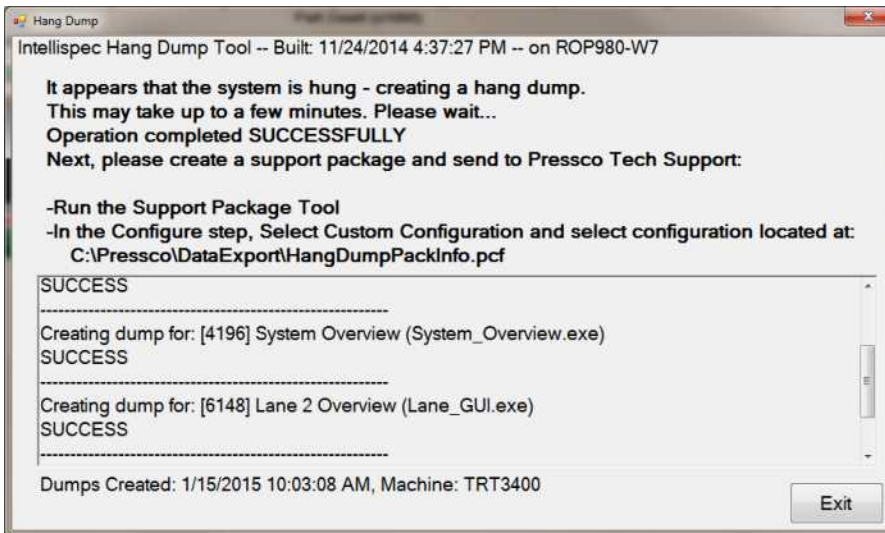 Hang Dump
Intellispec Hang Dump Tool -- Built: 11/24/2014 4:37:27 PM -- on ROP980-W7
It appears that the system is hung - creating a hang dump.
This may take up to a few minutes. Please wait...
Operation completed SUCCESSFULLY
Next, please create a support package and send to Pressco Tech Support:
-Run the Support Package Tool
-In the Configure step, Select Custom Configuration and select configuration located at:
C:\Pressco\DataExport\HangDumpPackInfo.pcf
SUCCESS
------------------------------------------------------------
Creating dump for: [4196] System Overview (System_Overview.exe)
SUCCESS
------------------------------------------------------------
Creating dump for: [6148] Lane 2 Overview (Lane_GUI.exe)
SUCCESS
------------------------------------------------------------
Dumps Created: 1/15/2015 10:03:08 AM, Machine: TRT3400
Exit